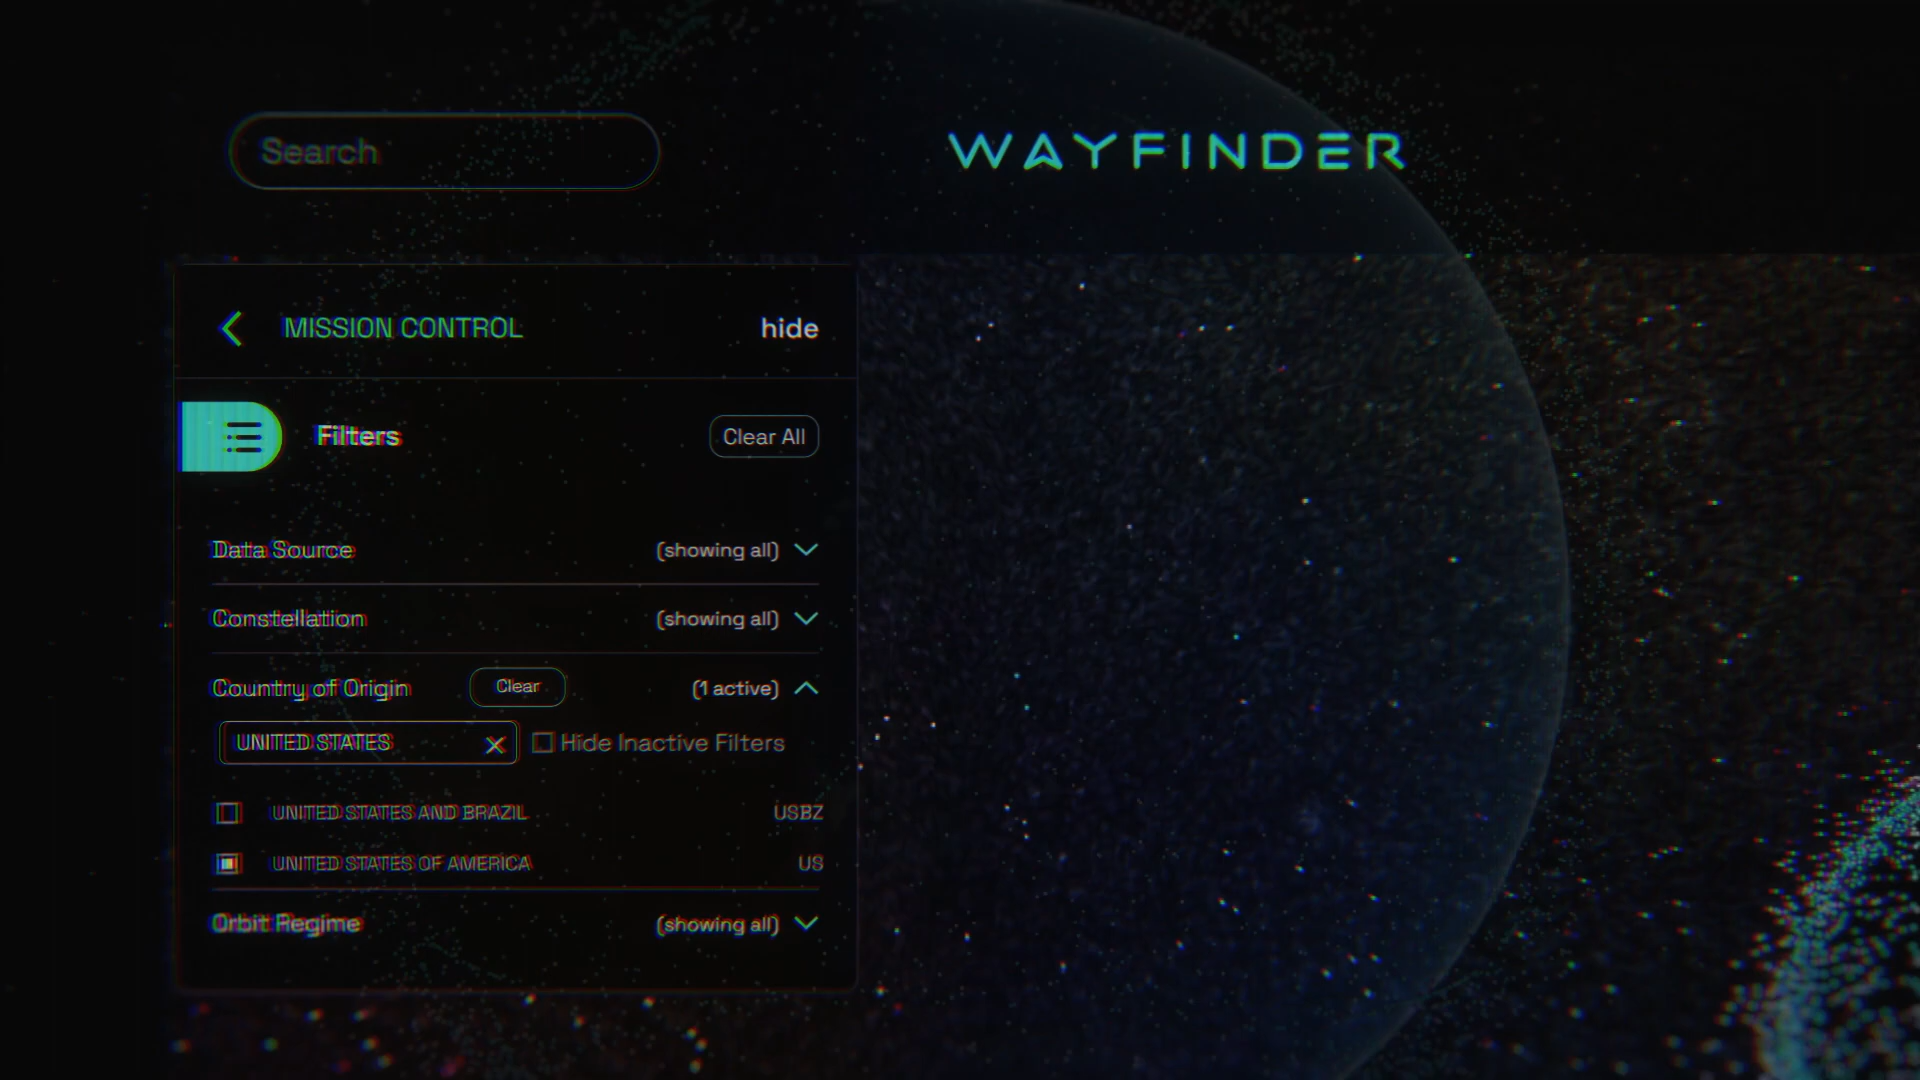 Search
WAYFINDER
MISSION CONTROL hide
Filters Clear All
Data Source (showing all)
Constellation (showing all)
Country of Origin Clear (1 active)
UNITED STATES Hide Inactive Filters
UNITED STATES AND BRAZIL USBZ
UNITED STATES OF AMERICA US
Orbit Regime (showing all)